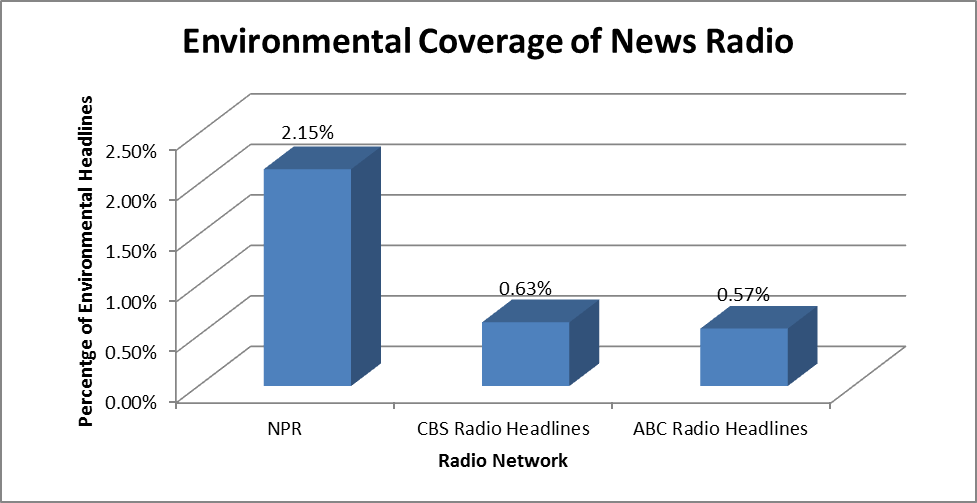 Environmental Coverage of News Radio
Percentge of Environmental Headlines
2.50%
2.00%
1.50%
1.00%
0.50%
0.00%
2.15%
0.63%
0.57%
NPR
CBS Radio Headlines
ABC Radio Headlines
Radio Network